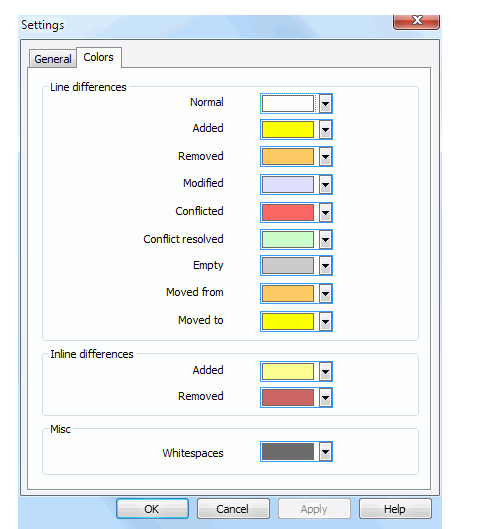 Settings
General
Colors
Line differences
Normal
Added
Removed
Modified
Conflicted
Conflict resolved
Empty
Moved from
Moved to
Inline differences
Added
Removed
Misc
Whitespaces
OK
Cancel
Apply
Help